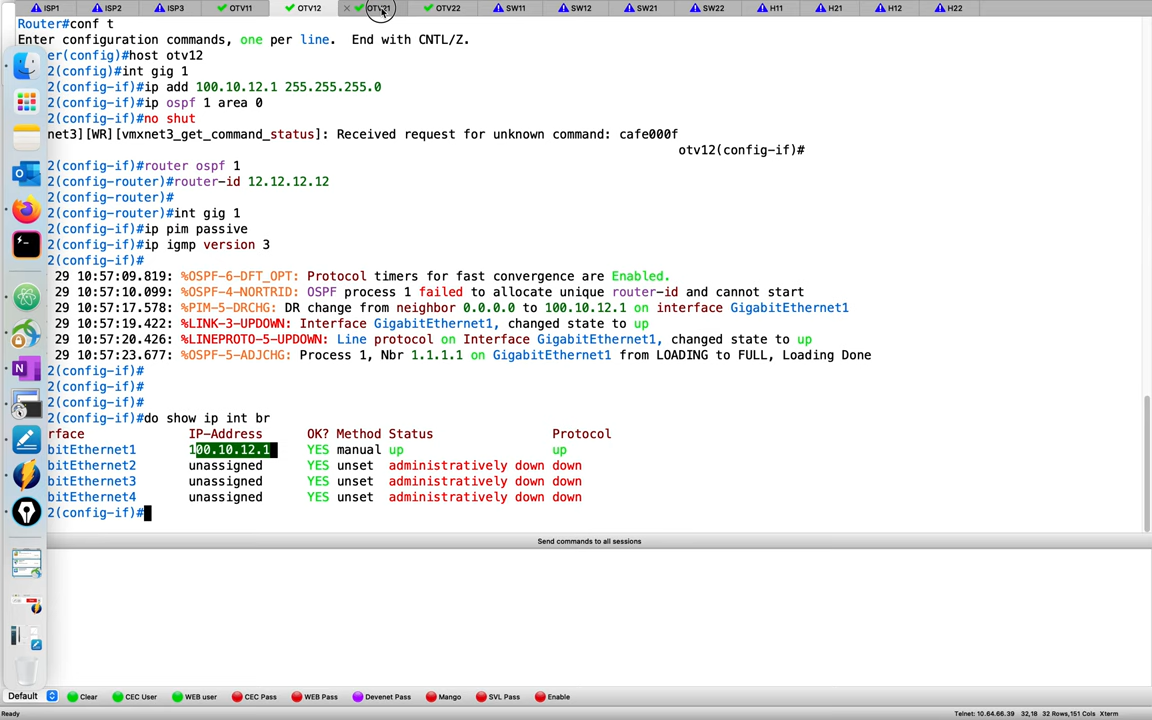 ISP1 ISP2 ISP3 OTV11 OTV12 OTV21 OTV22 SW11 SW12 SW21 SW22 H11 H21 H12 H22
Router#conf t
Enter configuration commands, one per line. End with CNTL/Z.
er(config)#host otv12
2(config)#int gig 1
2(config-if)#ip add 100.10.12.1 255.255.255.0
2(config-if)#ip ospf 1 area 0
2(config-if)#no shut
net3][WR][vmxnet3_get_command_status]: Received request for unknown command: cafe000f
otv12(config-if)#
2(config-if)#router ospf 1
2(config-router)#router-id 12.12.12.12
2(config-router)#
2(config-router)#int gig 1
2(config-if)#ip pim passive
2(config-if)#ip igmp version 3
2(config-if)#
29 10:57:09.819: %OSPF-6-DFT_OPT: Protocol timers for fast convergence are Enabled.
29 10:57:10.099: %OSPF-4-NORTRID: OSPF process 1 failed to allocate unique router-id and cannot start
29 10:57:17.578: %PIM-5-DRCHG: DR change from neighbor 0.0.0.0 to 100.10.12.1 on interface GigabitEthernet1
29 10:57:19.422: %LINK-3-UPDOWN: Interface GigabitEthernet1, changed state to up
29 10:57:20.426: %LINEPROTO-5-UPDOWN: Line protocol on Interface GigabitEthernet1, changed state to up
29 10:57:23.677: %OSPF-5-ADJCHG: Process 1, Nbr 1.1.1.1 on GigabitEthernet1 from LOADING to FULL, Loading Done
2(config-if)#
2(config-if)#
2(config-if)#
2(config-if)#do show ip int br
rface IP-Address OK? Method Status Protocol
bitEthernet1 100.10.12.1 YES manual up up
bitEthernet2 unassigned YES unset administratively down down
bitEthernet3 unassigned YES unset administratively down down
bitEthernet4 unassigned YES unset administratively down down
2(config-if)#
Send commands to all sessions
Default Clear CEC User WEB user CEC Pass WEB Pass Devenet Pass Mango SVL Pass Enable
Ready Telnet: 10.64.66.39 32,18 32 Rows,151 Cols Xterm